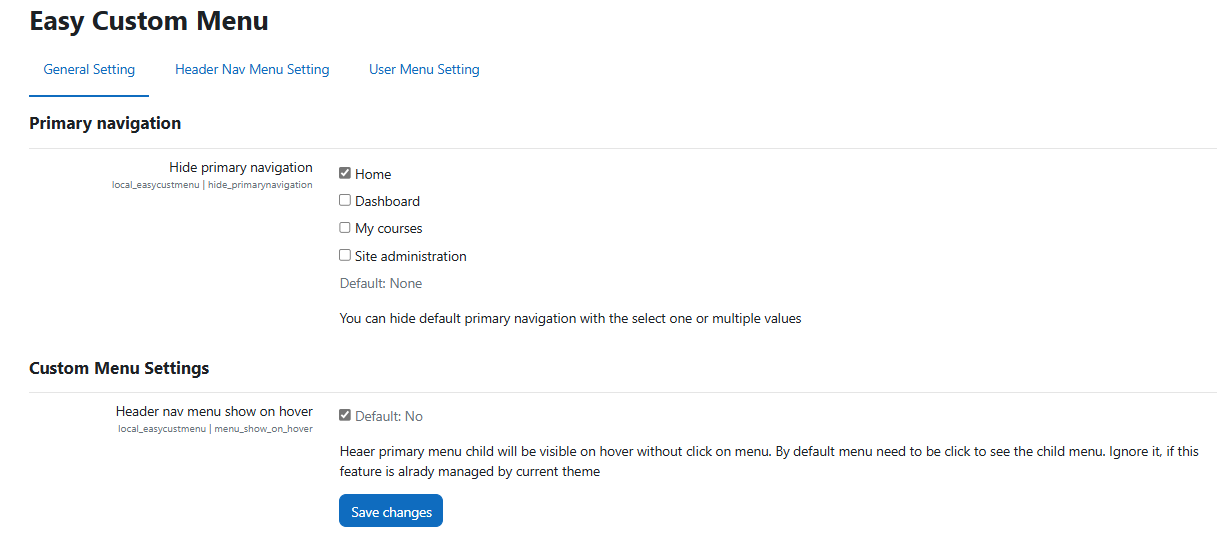 Easy Custom Menu
General Setting
Header Nav Menu Setting
User Menu Setting
Primary navigation
Hide primary navigation
local_easycustmenu | hide_primarynavigation
Home
Dashboard
My courses
Site administration
Default: None
You can hide default primary navigation with the select one or multiple values
Custom Menu Settings
Header nav menu show on hover
local_easycustmenu | menu_show_on_hover
Default: No
Heaer primary menu child will be visible on hover without click on menu. By default menu need to be click to see the child menu. Ignore it, if this
feature is alrady managed by current theme
Save changes